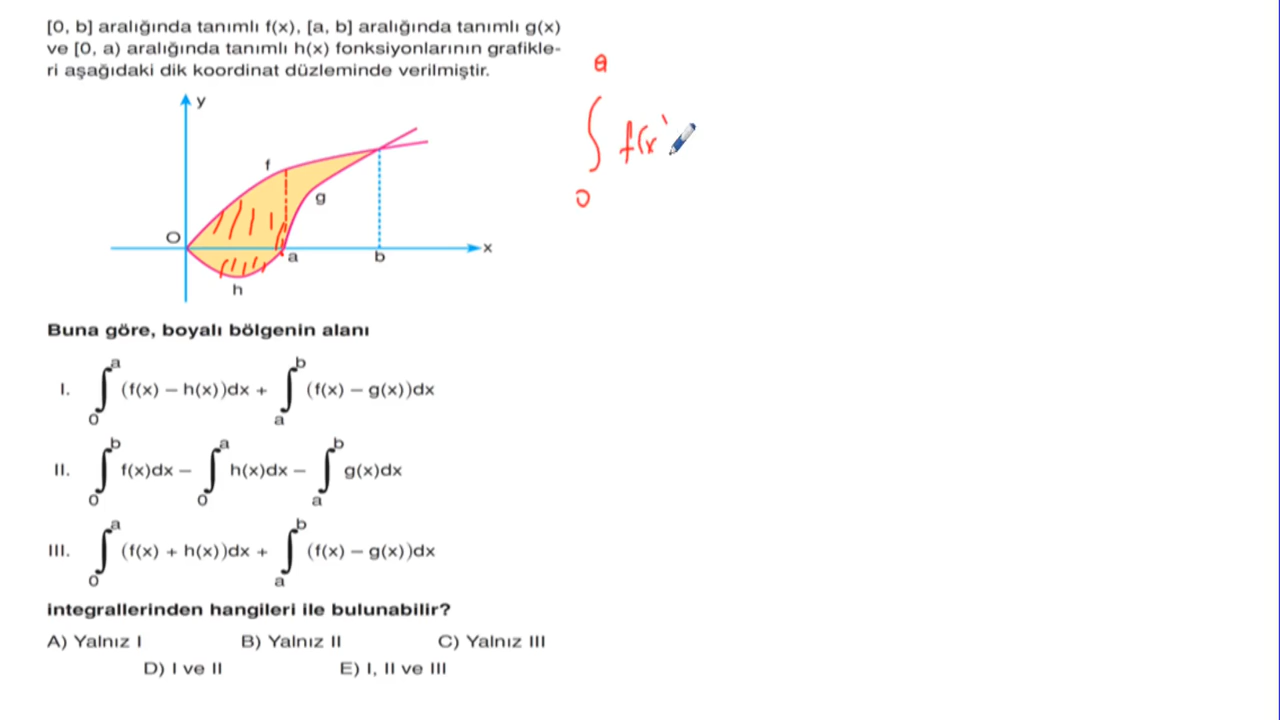 [0, b] aralığında tanımlı f(x), [a, b] aralığında tanımlı g(x)
ve [0, a) aralığında tanımlı h(x) fonksiyonlarının grafikle-
ri aşağıdaki dik koordinat düzleminde verilmiştir.
y
f
g
O
a
b
x
h
a
∫ f(x)
0
Buna göre, boyalı bölgenin alanı
I. ∫₀ᵃ (f(x) – h(x))dx + ∫ₐᵇ (f(x) – g(x))dx
II. ∫₀ᵇ f(x)dx – ∫₀ᵃ h(x)dx – ∫ₐᵇ g(x)dx
III. ∫₀ᵃ (f(x) + h(x))dx + ∫ₐᵇ (f(x) – g(x))dx
integrallerinden hangileri ile bulunabilir?
A) Yalnız I B) Yalnız II C) Yalnız III
D) I ve II E) I, II ve III